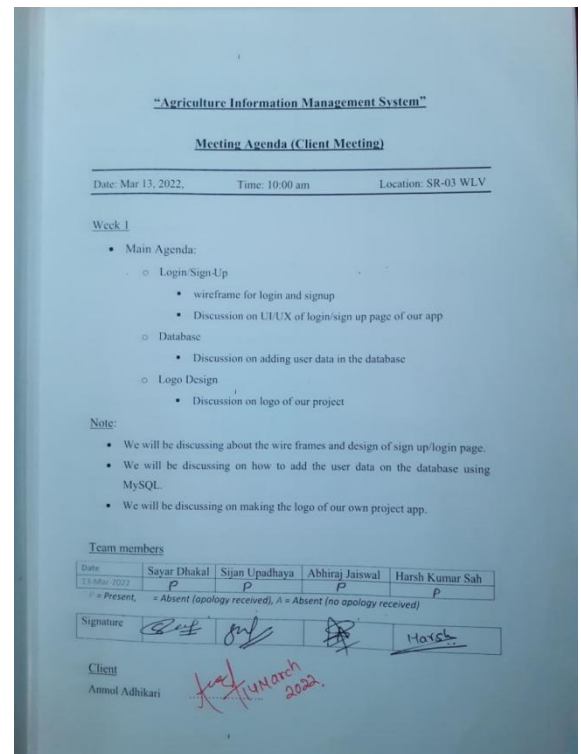 “Agriculture Information Management System”
Meeting Agenda (Client Meeting)
Date: Mar 13, 2022, Time: 10:00 am Location: SR-03 WLV
Week 1
• Main Agenda:
○ Login/Sign-Up
▪ wireframe for login and signup
▪ Discussion on UI/UX of login/sign up page of our app
○ Database
▪ Discussion on adding user data in the database
○ Logo Design
▪ Discussion on logo of our project
Note:
• We will be discussing about the wire frames and design of sign up/login page.
• We will be discussing on how to add the user data on the database using
MySQL.
• We will be discussing on making the logo of our own project app.
Team members
Date Sayar Dhakal Sijan Upadhaya Abhiraj Jaiswal Harsh Kumar Sah
13-Mar-2022 P P P P
P = Present, = Absent (apology received), A = Absent (no apology received)
Signature Harsh
Client
Anmol Adhikari
14 March
2022